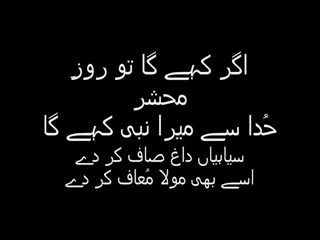 اگر کہے گا تو روزِ
محشر
خُدا سے میرا نبی کہے گا
سیاہیاں داغ صاف کر دے
اسے بھی مولا مُعاف کر دے